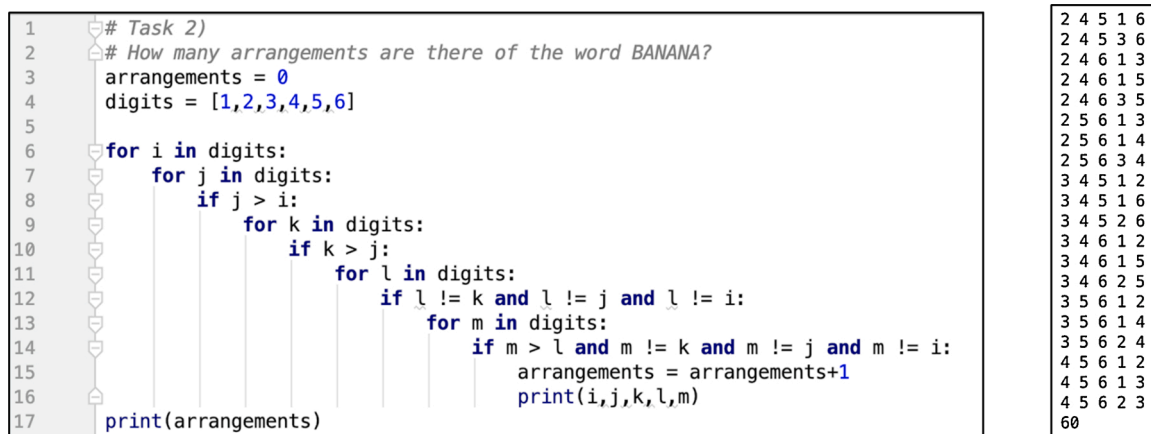 1 # Task 2)
2 # How many arrangements are there of the word BANANA?
3 arrangements = 0
4 digits = [1,2,3,4,5,6]
5
6 for i in digits:
7 for j in digits:
8 if j > i:
9 for k in digits:
10 if k > j:
11 for l in digits:
12 if l != k and l != j and l != i:
13 for m in digits:
14 if m > l and m != k and m != j and m != i:
15 arrangements = arrangements+1
16 print(i,j,k,l,m)
17 print(arrangements)
2 4 5 1 6
2 4 5 3 6
2 4 6 1 3
2 4 6 1 5
2 4 6 3 5
2 5 6 1 3
2 5 6 1 4
2 5 6 3 4
3 4 5 1 2
3 4 5 1 6
3 4 5 2 6
3 4 6 1 2
3 4 6 1 5
3 4 6 2 5
3 5 6 1 2
3 5 6 1 4
3 5 6 2 4
4 5 6 1 2
4 5 6 1 3
4 5 6 2 3
60